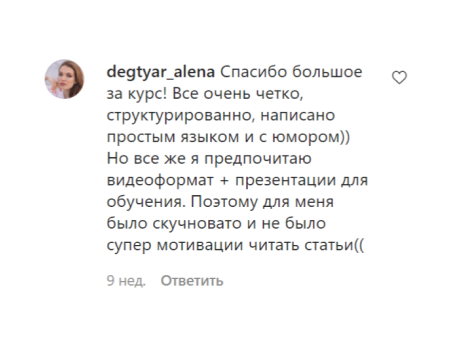 degtyar_alena Спасибо большое
за курс! Все очень четко,
структурированно, написано
простым языком и с юмором))
Но все же я предпочитаю
видеоформат + презентации для
обучения. Поэтому для меня
было скучновато и не было
супер мотивации читать статьи((
9 нед. Ответить